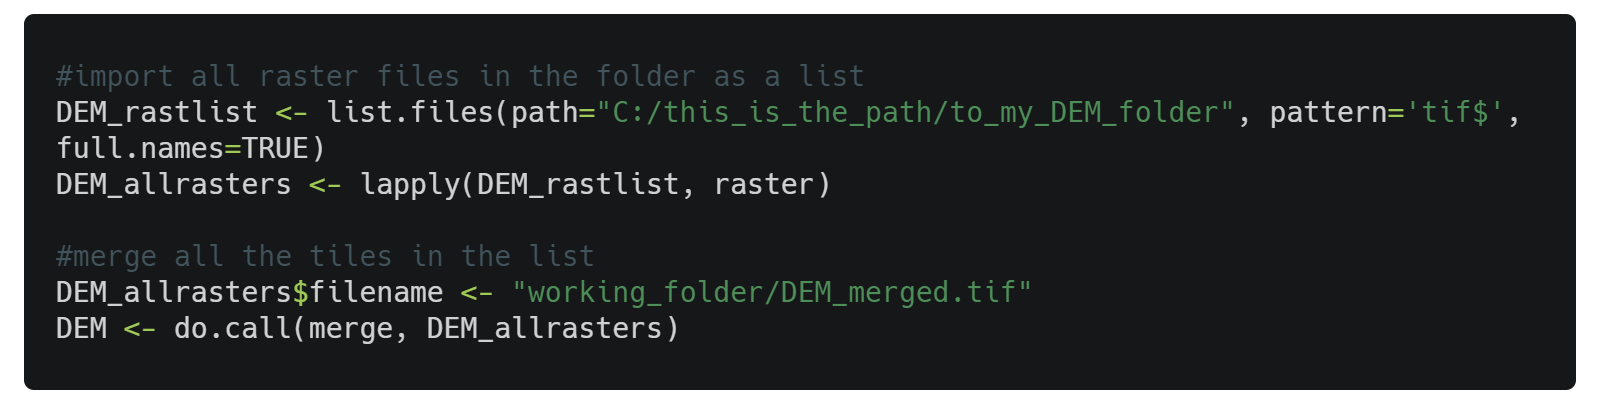 #import all raster files in the folder as a list
DEM_rastlist <- list.files(path="C:/this_is_the_path/to_my_DEM_folder", pattern='tif$',
full.names=TRUE)
DEM_allrasters <- lapply(DEM_rastlist, raster)
#merge all the tiles in the list
DEM_allrasters$filename <- "working_folder/DEM_merged.tif"
DEM <- do.call(merge, DEM_allrasters)